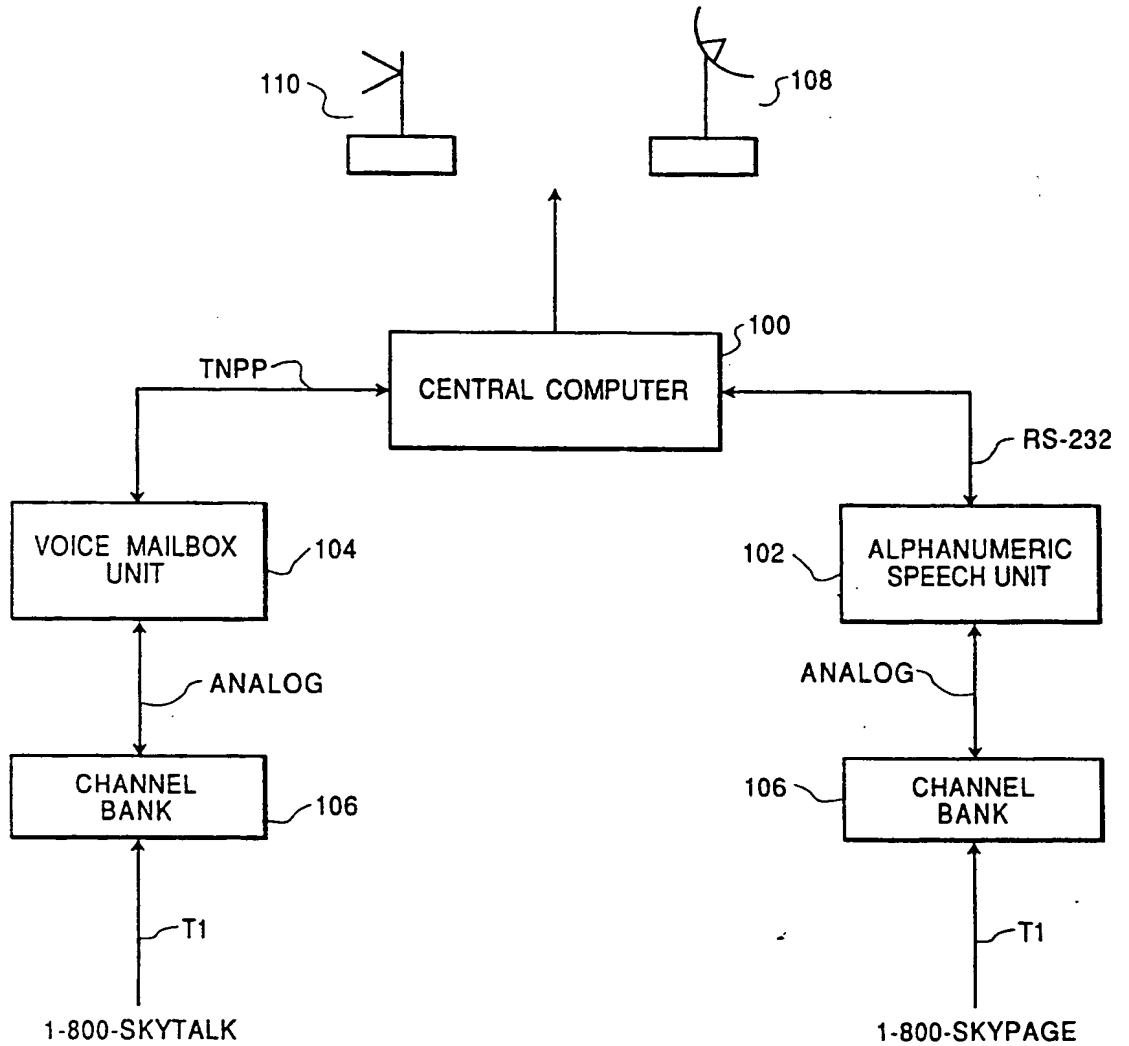 110
108
100
TNPP
CENTRAL COMPUTER
RS-232
VOICE MAILBOX
UNIT
104
102
ALPHANUMERIC
SPEECH UNIT
ANALOG
ANALOG
CHANNEL
BANK
106
106
CHANNEL
BANK
T1
T1
1-800-SKYTALK
1-800-SKYPAGE